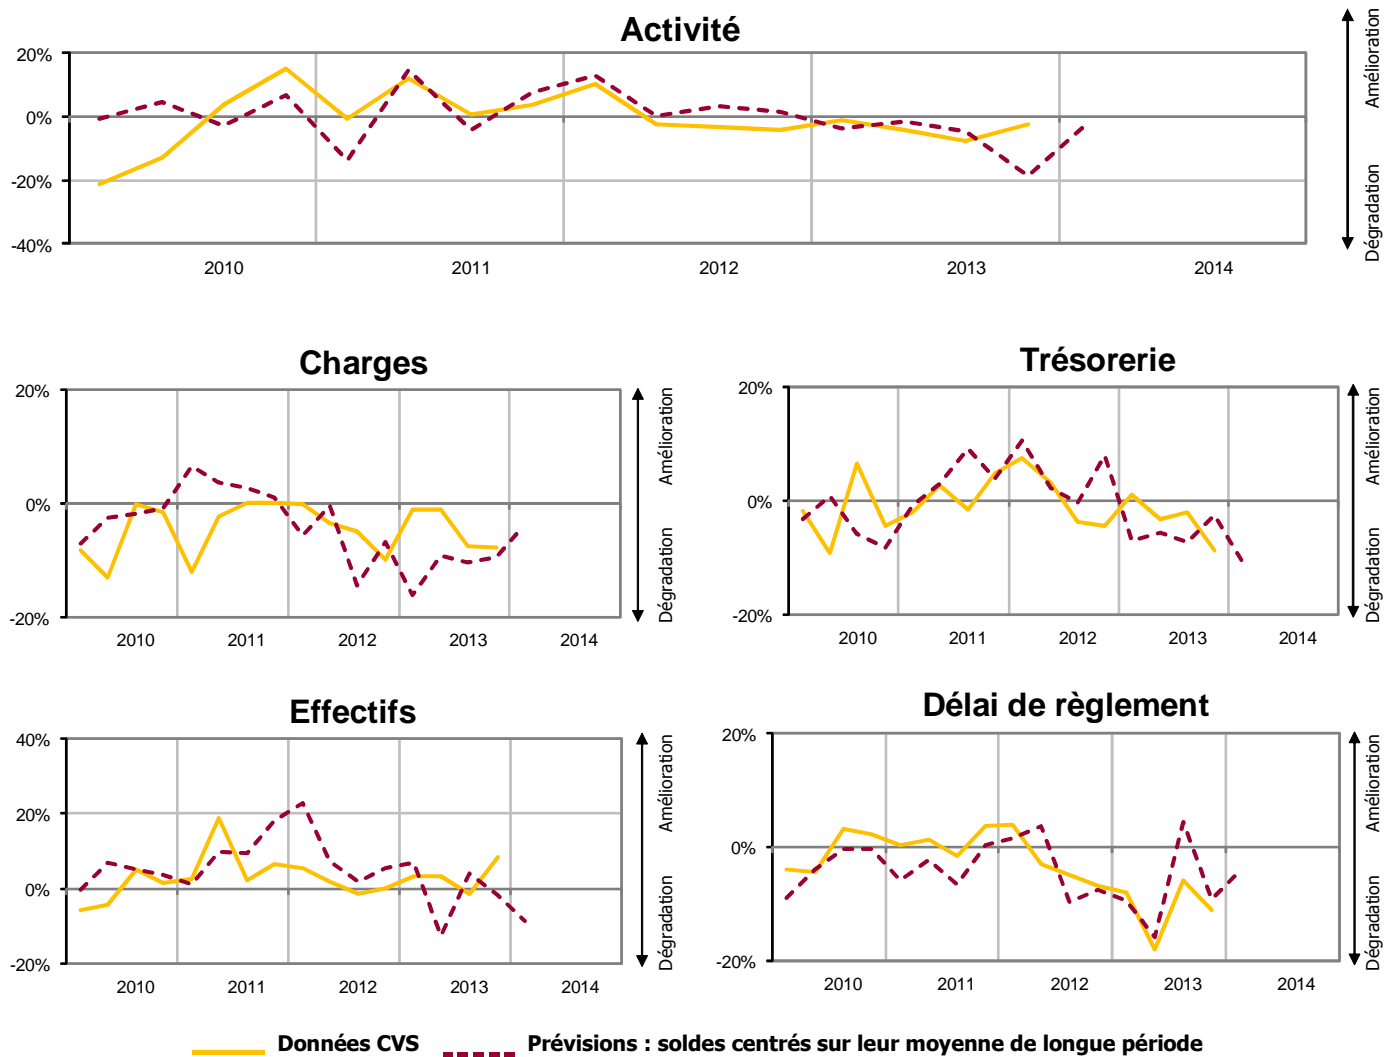 Activité
20%
0%
-20%
-40%
2010 2011 2012 2013 2014
Amélioration
Dégradation
Charges
20%
0%
-20%
2010 2011 2012 2013 2014
Amélioration
Dégradation
Trésorerie
20%
0%
-20%
2010 2011 2012 2013 2014
Amélioration
Dégradation
Effectifs
40%
20%
0%
-20%
2010 2011 2012 2013 2014
Amélioration
Dégradation
Délai de règlement
20%
0%
-20%
2010 2011 2012 2013 2014
Amélioration
Dégradation
Données CVS
Prévisions : soldes centrés sur leur moyenne de longue période